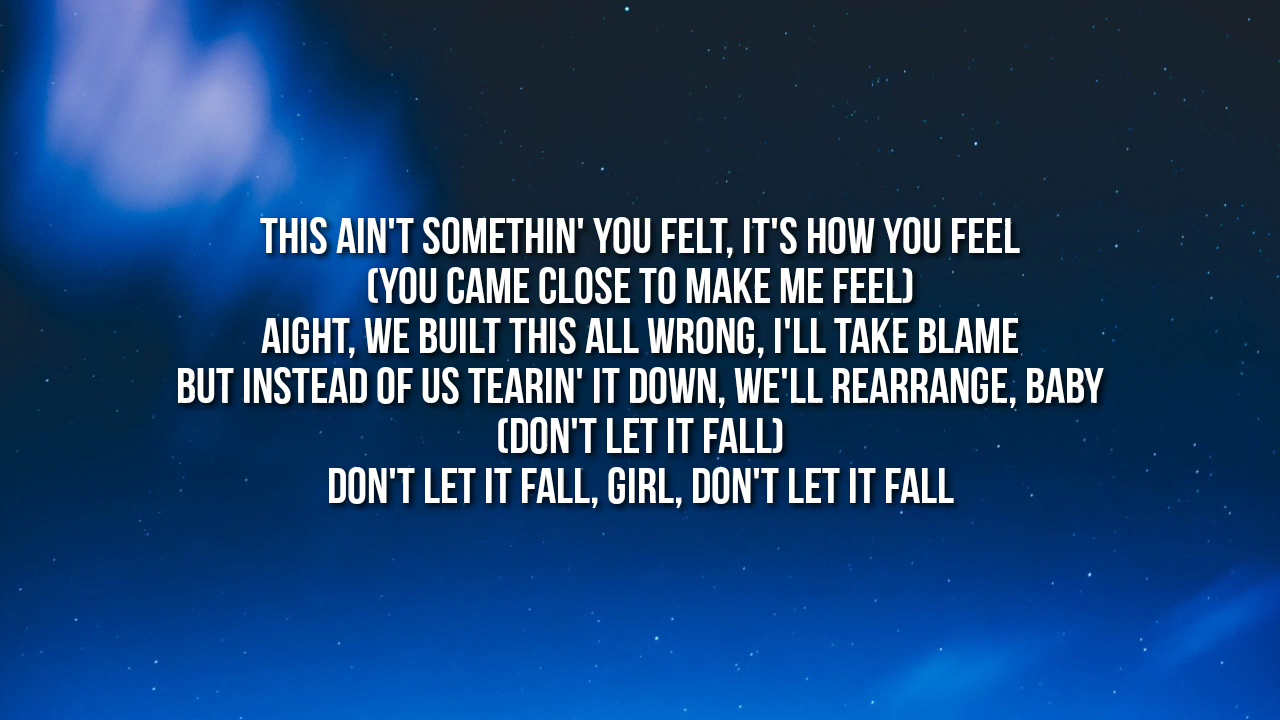 THIS AIN'T SOMETHIN' YOU FELT, IT'S HOW YOU FEEL
(YOU CAME CLOSE TO MAKE ME FEEL)
AIGHT, WE BUILT THIS ALL WRONG, I'LL TAKE BLAME
BUT INSTEAD OF US TEARIN' IT DOWN, WE'LL REARRANGE, BABY
(DON'T LET IT FALL)
DON'T LET IT FALL, GIRL, DON'T LET IT FALL